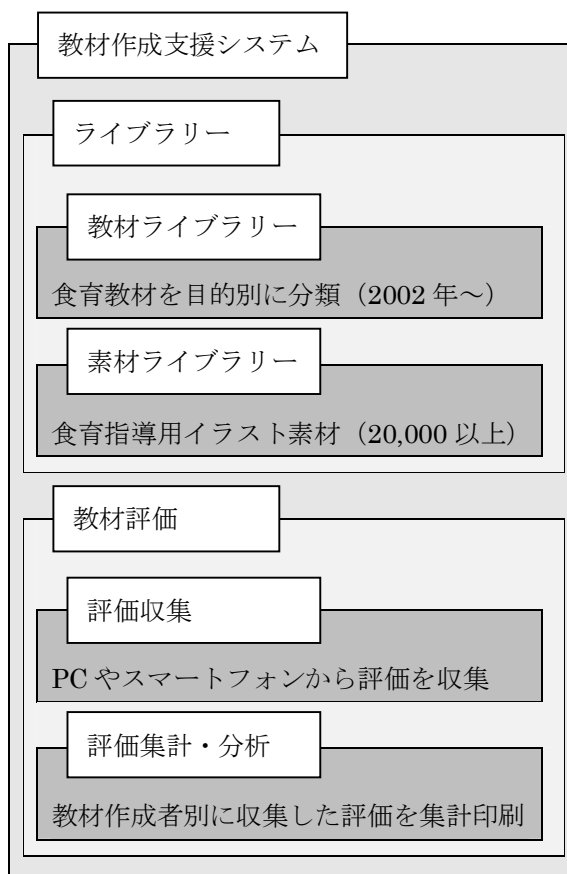 教材作成支援システム
ライブラリー
教材ライブラリー
食育教材を目的別に分類（2002 年～）
素材ライブラリー
食育指導用イラスト素材（20,000 以上）
教材評価
評価収集
PC やスマートフォンから評価を収集
評価集計・分析
教材作成者別に収集した評価を集計印刷